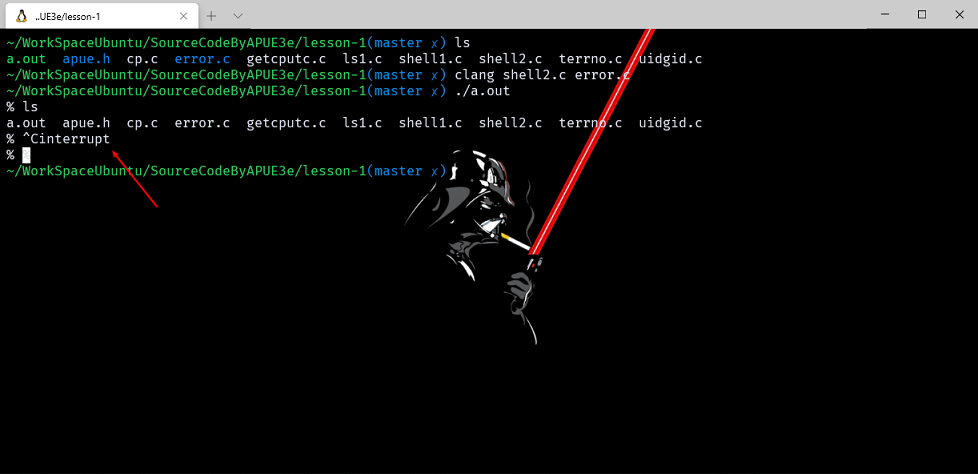 ..UE3e/lesson-1
~/WorkSpaceUbuntu/SourceCodeByAPUE3e/lesson-1(master ✗) ls
a.out  apue.h  cp.c  error.c  getcputc.c  ls1.c  shell1.c  shell2.c  terrno.c  uidgid.c
~/WorkSpaceUbuntu/SourceCodeByAPUE3e/lesson-1(master ✗) clang shell2.c error.c
~/WorkSpaceUbuntu/SourceCodeByAPUE3e/lesson-1(master ✗) ./a.out
% ls
a.out  apue.h  cp.c  error.c  getcputc.c  ls1.c  shell1.c  shell2.c  terrno.c  uidgid.c
% ^Cinterrupt
%
~/WorkSpaceUbuntu/SourceCodeByAPUE3e/lesson-1(master ✗)